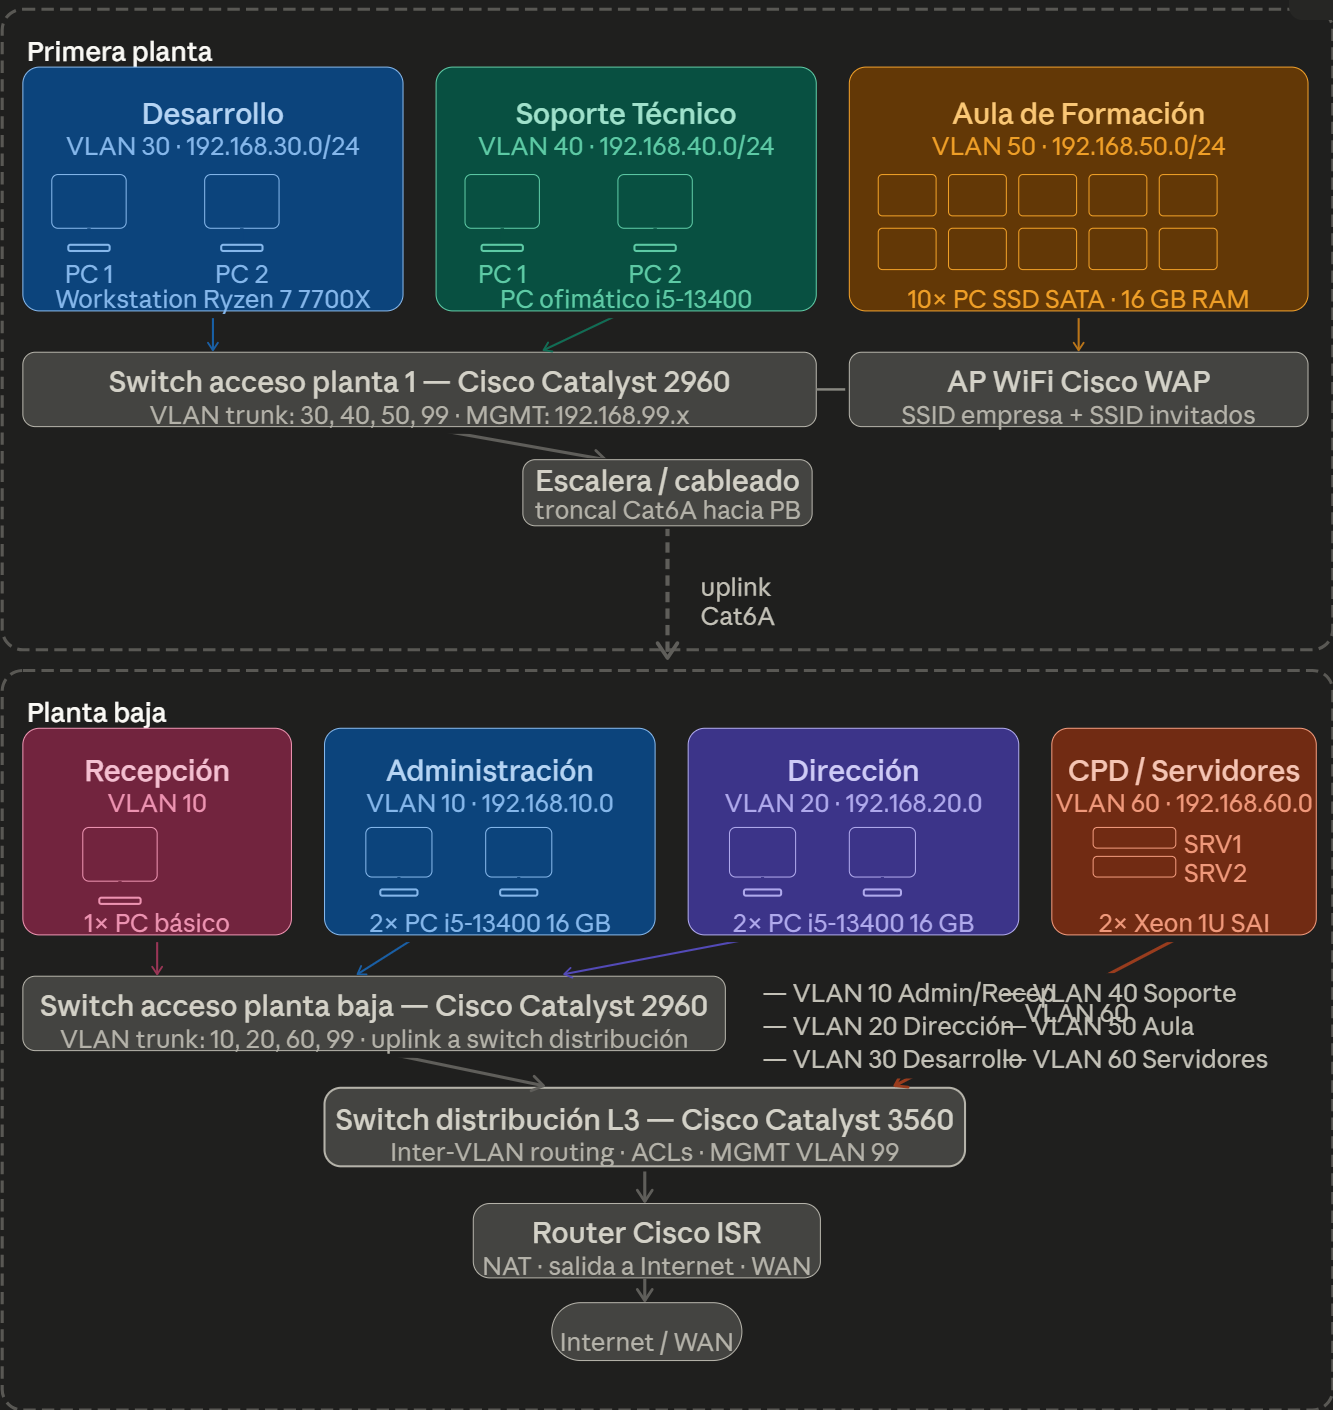 Primera planta
Desarrollo
VLAN 30 · 192.168.30.0/24
PC 1
PC 2
Workstation Ryzen 7 7700X
Soporte Técnico
VLAN 40 · 192.168.40.0/24
PC 1
PC 2
PC ofimático i5-13400
Aula de Formación
VLAN 50 · 192.168.50.0/24
10× PC SSD SATA · 16 GB RAM
Switch acceso planta 1 — Cisco Catalyst 2960
VLAN trunk: 30, 40, 50, 99 · MGMT: 192.168.99.x
AP WiFi Cisco WAP
SSID empresa + SSID invitados
Escalera / cableado
troncal Cat6A hacia PB
uplink
Cat6A
Planta baja
Recepción
VLAN 10
1× PC básico
Administración
VLAN 10 · 192.168.10.0
2× PC i5-13400 16 GB
Dirección
VLAN 20 · 192.168.20.0
2× PC i5-13400 16 GB
CPD / Servidores
VLAN 60 · 192.168.60.0
SRV1
SRV2
2× Xeon 1U SAI
Switch acceso planta baja — Cisco Catalyst 2960
VLAN trunk: 10, 20, 60, 99 · uplink a switch distribución
— VLAN 10 Admin/Recep
— VLAN 20 Dirección
— VLAN 30 Desarrollo
— VLAN 40 Soporte
VLAN 60
— VLAN 50 Aula
— VLAN 60 Servidores
Switch distribución L3 — Cisco Catalyst 3560
Inter-VLAN routing · ACLs · MGMT VLAN 99
Router Cisco ISR
NAT · salida a Internet · WAN
Internet / WAN